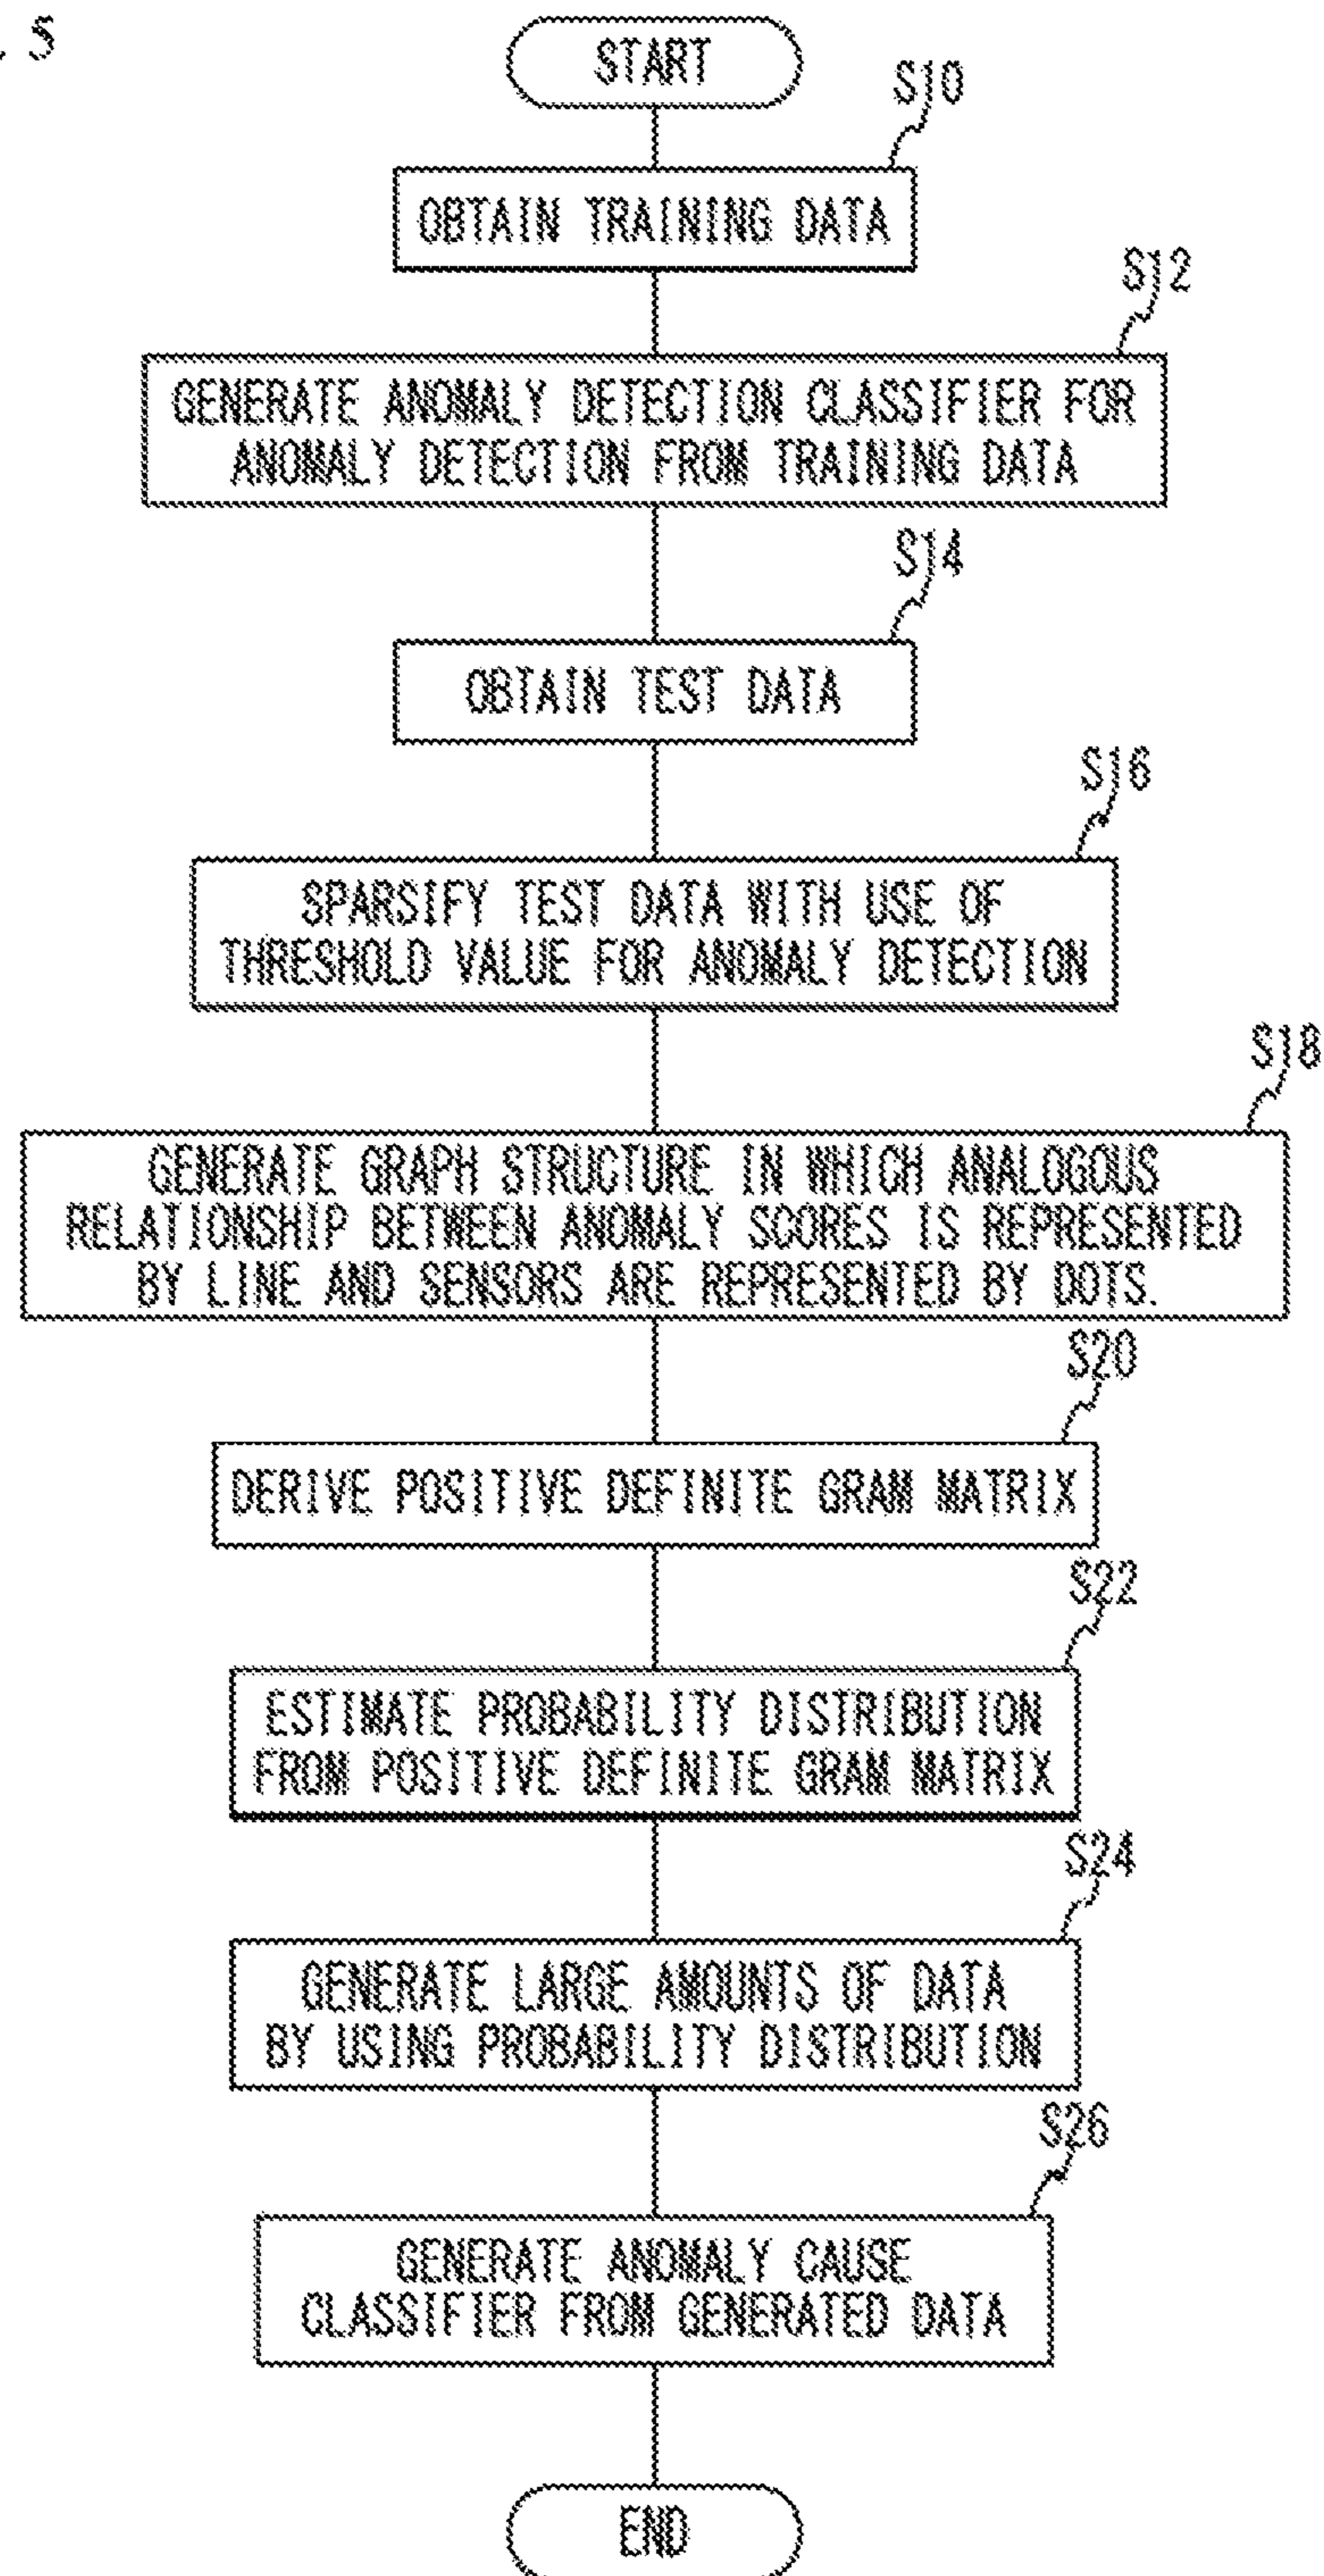 5
START
S10
OBTAIN TRAINING DATA
S12
GENERATE ANOMALY DETECTION CLASSIFIER FOR
ANOMALY DETECTION FROM TRAINING DATA
S14
OBTAIN TEST DATA
S16
SPARSIFY TEST DATA WITH USE OF
THRESHOLD VALUE FOR ANOMALY DETECTION
S18
GENERATE GRAPH STRUCTURE IN WHICH ANALOGOUS
RELATIONSHIP BETWEEN ANOMALY SCORES IS REPRESENTED
BY LINE AND SENSORS ARE REPRESENTED BY DOTS.
S20
DERIVE POSITIVE DEFINITE GRAM MATRIX
S22
ESTIMATE PROBABILITY DISTRIBUTION
FROM POSITIVE DEFINITE GRAM MATRIX
S24
GENERATE LARGE AMOUNTS OF DATA
BY USING PROBABILITY DISTRIBUTION
S26
GENERATE ANOMALY CAUSE
CLASSIFIER FROM GENERATED DATA
END